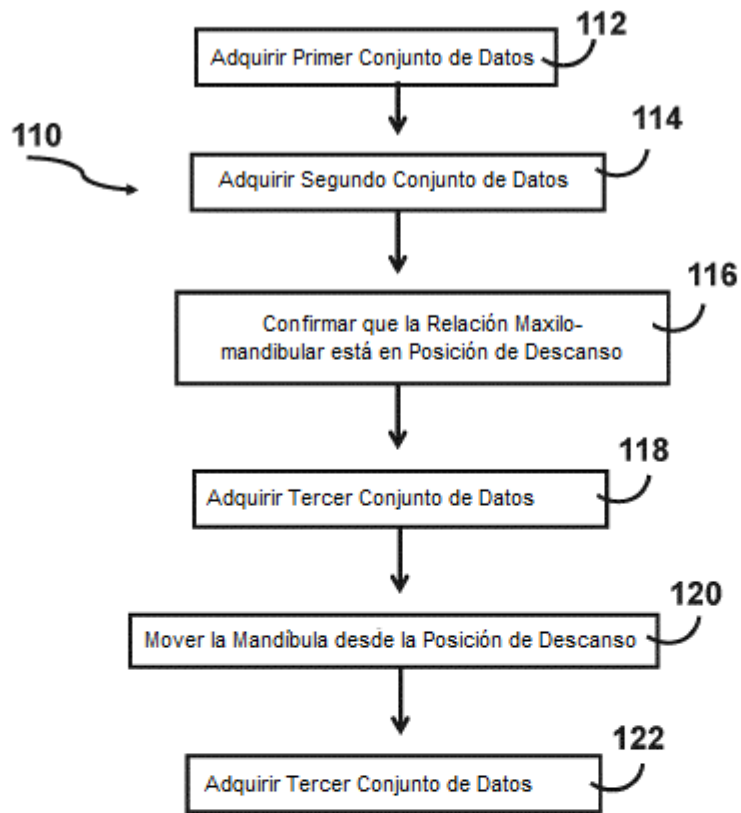 112
Adquirir Primer Conjunto de Datos
110
114
Adquirir Segundo Conjunto de Datos
116
Confirmar que la Relación Maxilo-
mandibular está en Posición de Descanso
118
Adquirir Tercer Conjunto de Datos
120
Mover la Mandíbula desde la Posición de Descanso
122
Adquirir Tercer Conjunto de Datos